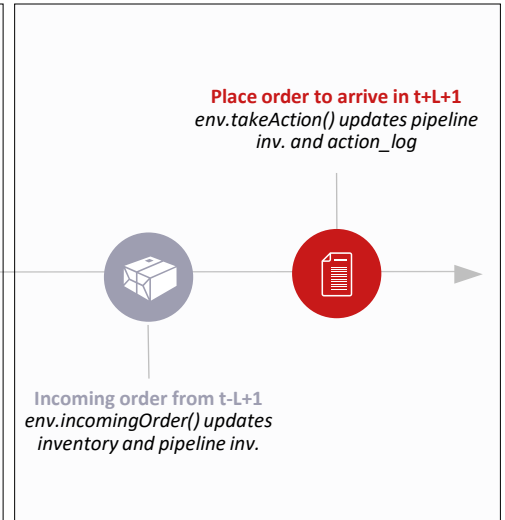 Place order to arrive in t+L+1
env.takeAction() updates pipeline
inv. and action_log
Incoming order from t-L+1
env.incomingOrder() updates
inventory and pipeline inv.